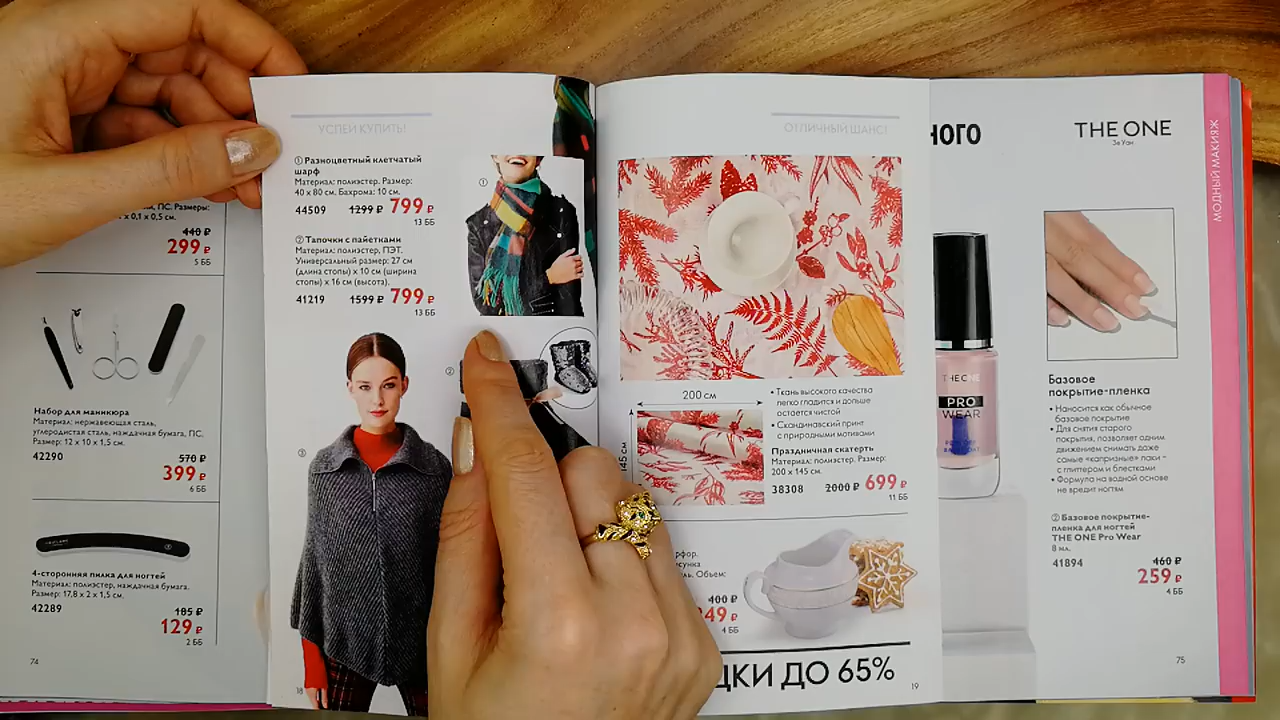 ПС. Размеры:
x 0,1 x 0,5 см.
440 ₽
299 ₽
5 ББ
Набор для маникюра
Материал: нержавеющая сталь,
углеродистая сталь, наждачная бумага, ПС.
Размер: 12 x 10 x 1,5 см.
42290
570 ₽
399 ₽
6 ББ
4-сторонняя пилка для ногтей
Материал: полиэстер, наждачная бумага.
Размер: 17,8 x 2 x 1,5 см.
42289
185 ₽
129 ₽
2 ББ
74
УСПЕЙ КУПИТЬ!
① Разноцветный клетчатый
шарф
Материал: полиэстер. Размер:
40 x 80 см. Бахрома: 10 см.
44509 1299 ₽ 799 ₽
13 ББ
② Тапочки с пайетками
Материал: полиэстер, ПЭТ.
Универсальный размер: 27 см
(длина стопы) x 10 см (ширина
стопы) x 16 см (высота).
41219 1599 ₽ 799 ₽
13 ББ
①
②
③
18
ОТЛИЧНЫЙ ШАНС!
200 см
145 см
• Ткань высокого качества
легко гладится и дольше
остается чистой
• Скандинавский принт
с природными мотивами
Праздничная скатерть
Материал: полиэстер. Размер:
200 x 145 см.
38308 2000 ₽ 699 ₽
11 ББ
Объем:
400 ₽
349 ₽
4 ББ
ДКИ ДО 65%
19
НОГО
THE ONE
Зе Уан
МОДНЫЙ МАКИЯЖ
THE ONE
PRO
WEAR
Базовое
покрытие-пленка
• Наносится как обычное
базовое покрытие
• Для снятия старого
покрытия, позволяет одним
движением снимать даже
самые «капризные» лаки –
с глиттером и блестками
• Формула на водной основе
не вредит ногтям
② Базовое покрытие-
пленка для ногтей
THE ONE Pro Wear
8 мл.
41894
460 ₽
259 ₽
4 ББ
75